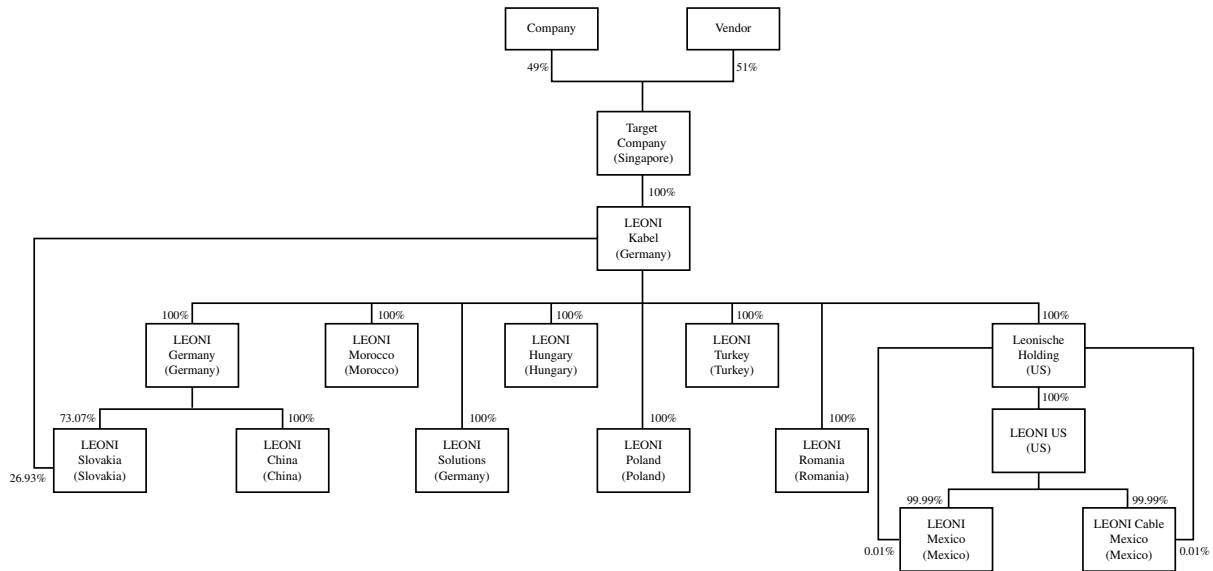 Company
Vendor
49%
51%
Target
Company
(Singapore)
100%
LEONI
Kabel
(Germany)
100%
100%
100%
100%
100%
LEONI
Germany
(Germany)
LEONI
Morocco
(Morocco)
LEONI
Hungary
(Hungary)
LEONI
Turkey
(Turkey)
Leonische
Holding
(US)
73.07%
100%
100%
100%
100%
100%
26.93%
LEONI
Slovakia
(Slovakia)
LEONI
China
(China)
LEONI
Solutions
(Germany)
LEONI
Poland
(Poland)
LEONI
Romania
(Romania)
LEONI US
(US)
99.99%
99.99%
0.01%
LEONI
Mexico
(Mexico)
LEONI Cable
Mexico
(Mexico)
0.01%